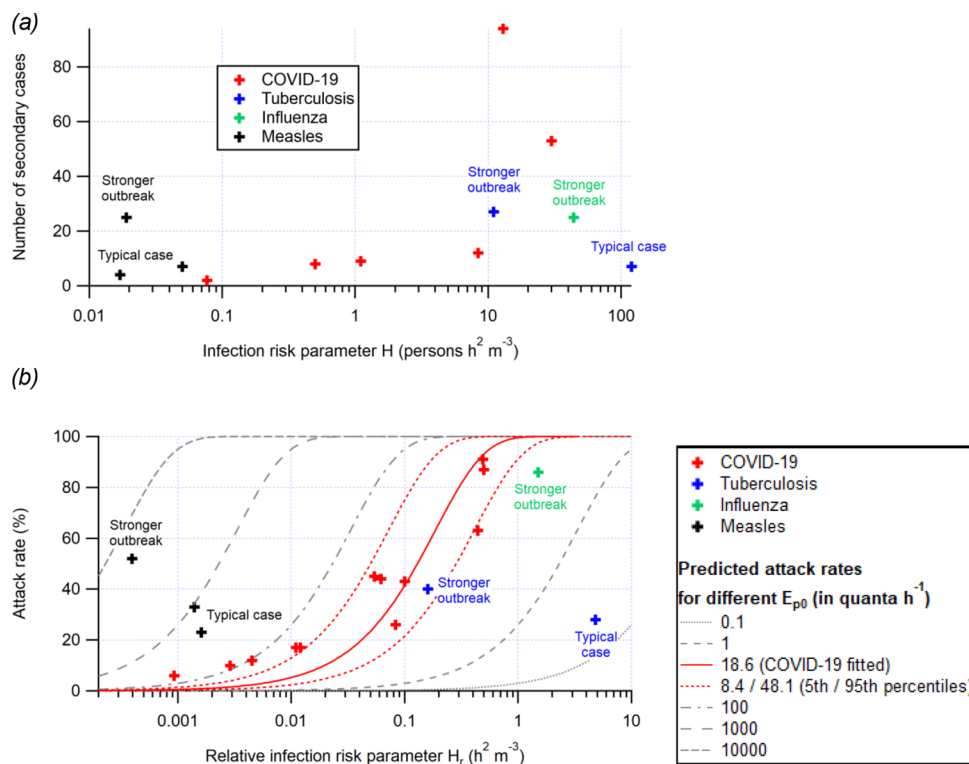 (a)
Number of secondary cases
80
60
40
20
0
COVID-19
Tuberculosis
Influenza
Measles
Stronger
outbreak
Typical case
Stronger
outbreak
Stronger
outbreak
Typical case
0.01
0.1
1
10
100
Infection risk parameter H (persons h² m⁻³)
(b)
Attack rate (%)
100
80
60
40
20
0
Stronger
outbreak
Typical case
Stronger
outbreak
Stronger
outbreak
Typical
case
0.001
0.01
0.1
1
10
Relative infection risk parameter Hᵣ (h² m⁻³)
COVID-19
Tuberculosis
Influenza
Measles
Predicted attack rates
for different Eₚ₀ (in quanta h⁻¹)
0.1
1
18.6 (COVID-19 fitted)
8.4 / 48.1 (5th / 95th percentiles)
100
1000
10000